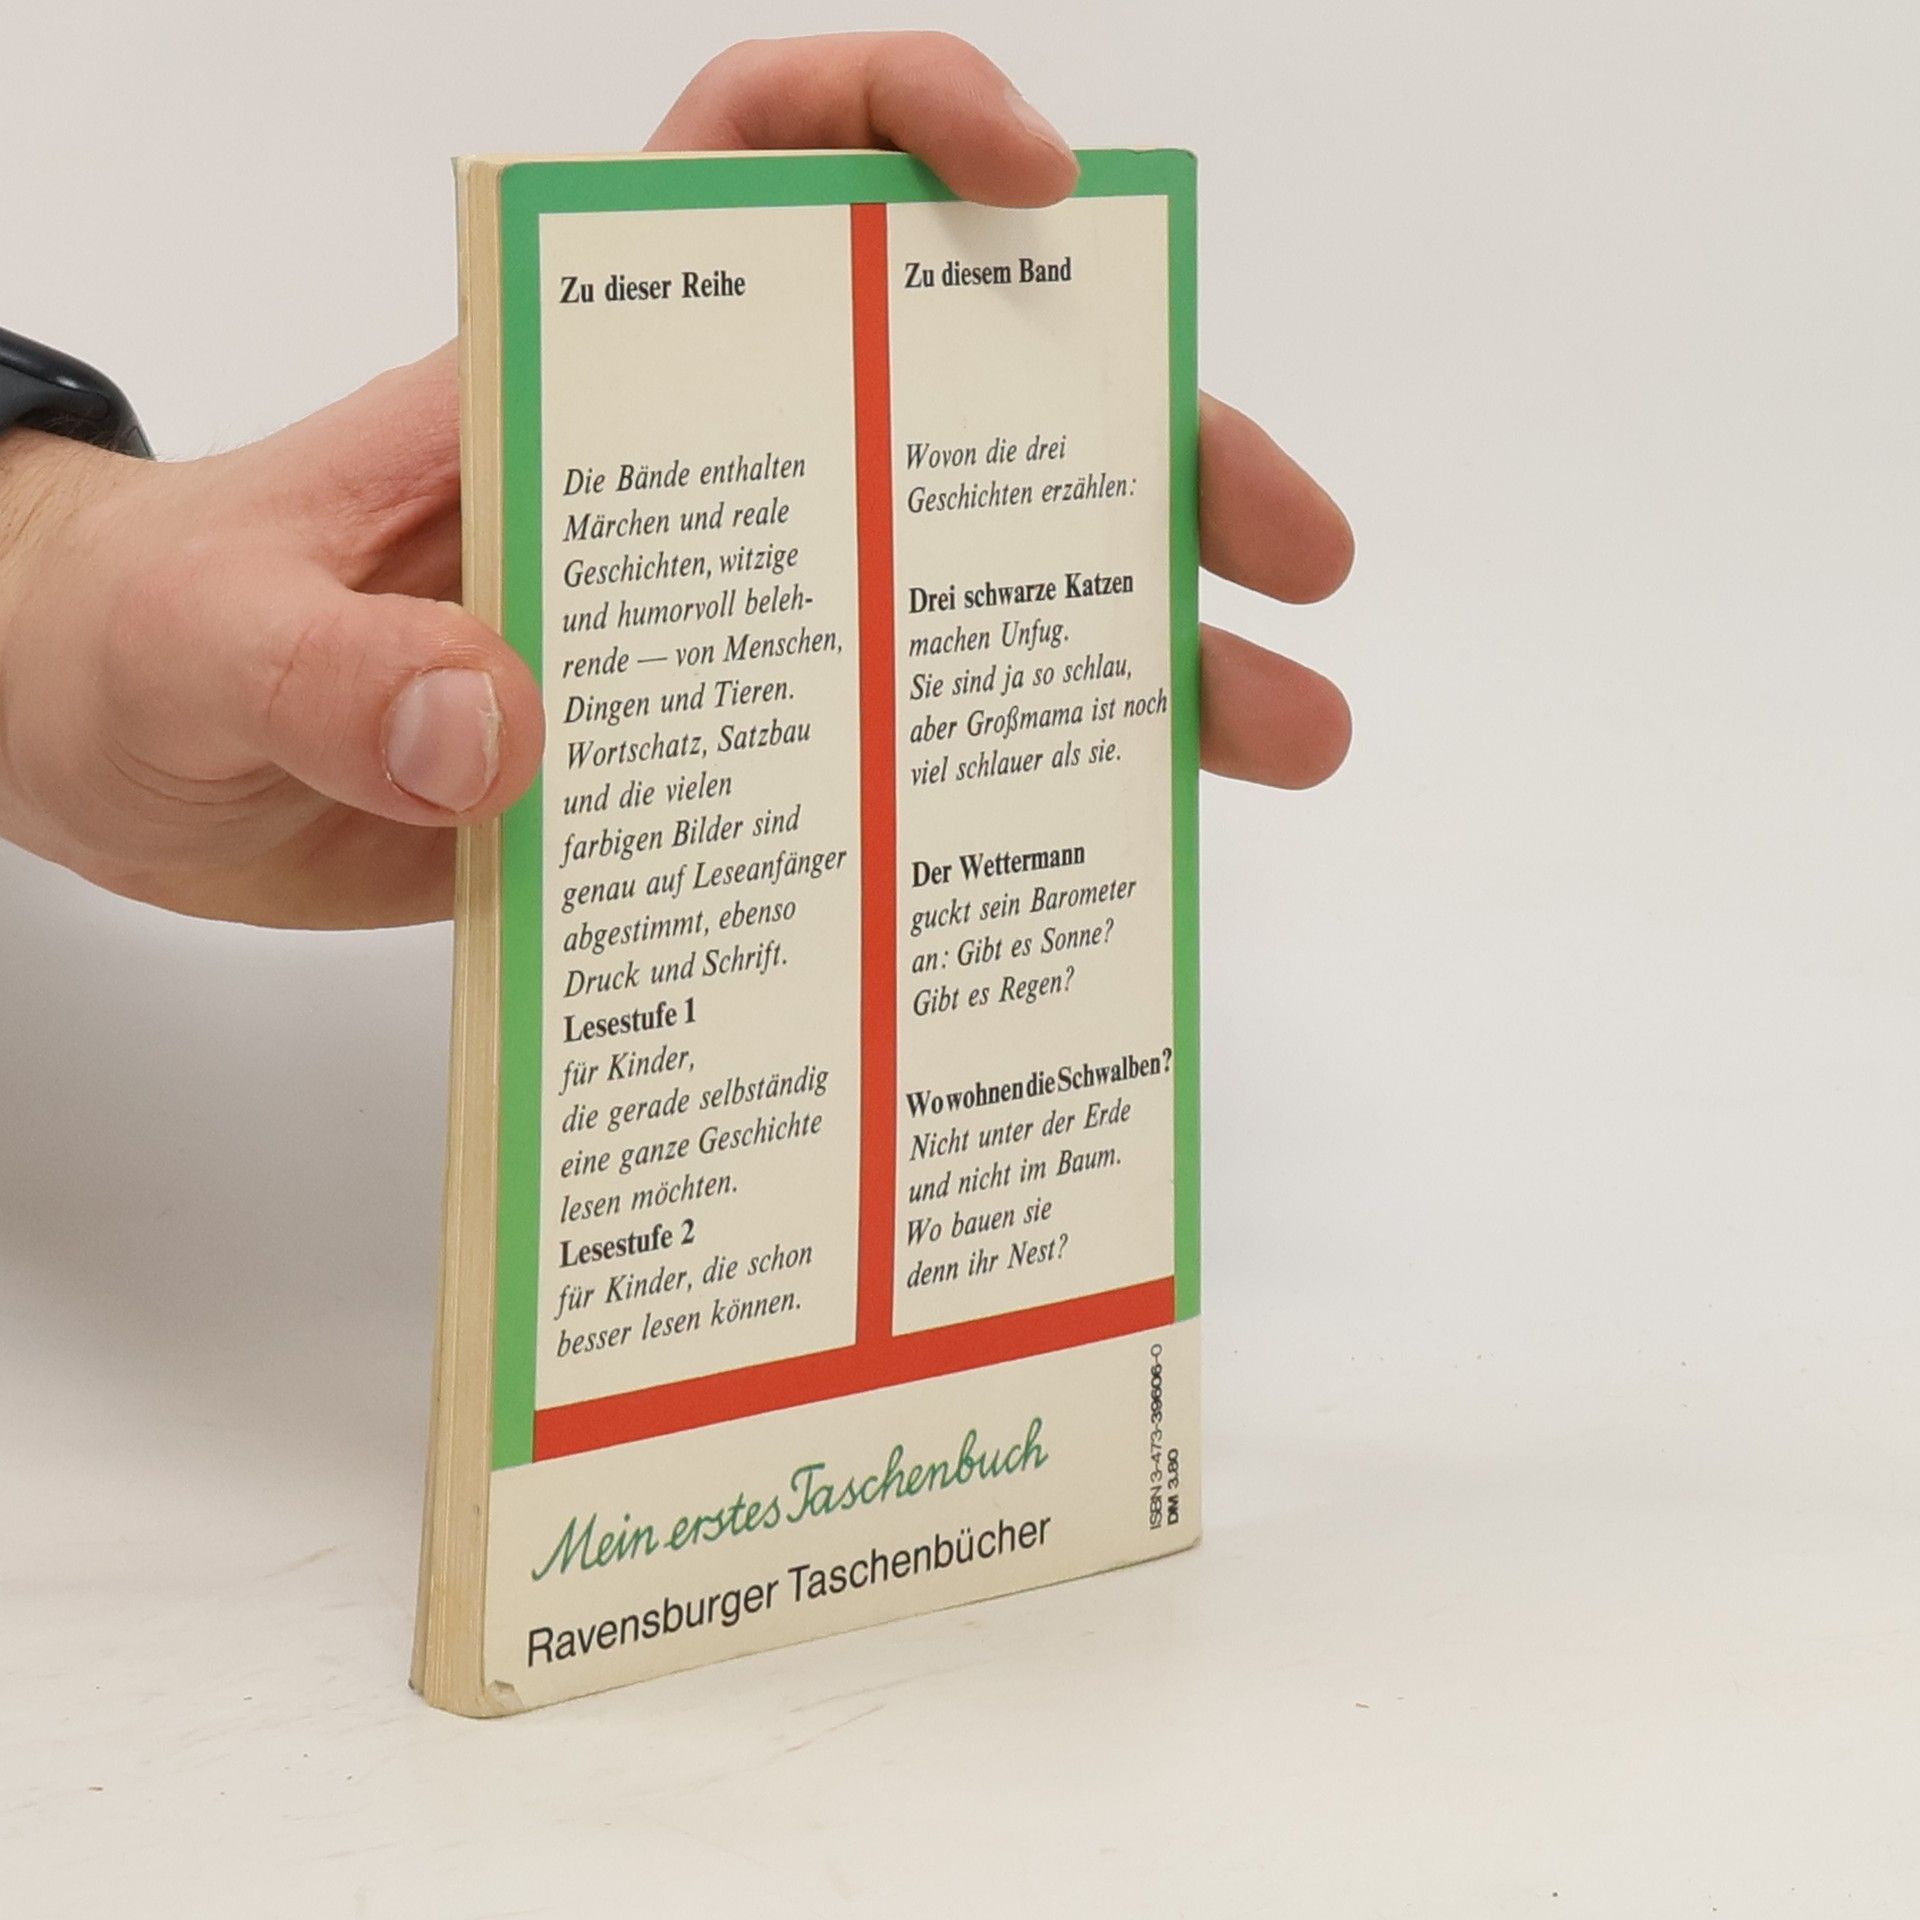 Zu dieser Reihe
Die Bände enthalten
Märchen und reale
Geschichten, witzige
und humorvoll beleh-
rende — von Menschen,
Dingen und Tieren.
Wortschatz, Satzbau
und die vielen
farbigen Bilder sind
genau auf Leseanfänger
abgestimmt, ebenso
Druck und Schrift.
Lesestufe 1
für Kinder,
die gerade selbständig
eine ganze Geschichte
lesen möchten.
Lesestufe 2
für Kinder, die schon
besser lesen können.
Zu diesem Band
Wovon die drei
Geschichten erzählen:
Drei schwarze Katzen
machen Unfug.
Sie sind ja so schlau,
aber Großmama ist noch
viel schlauer als sie.
Der Wettermann
guckt sein Barometer
an: Gibt es Sonne?
Gibt es Regen?
Wo wohnen die Schwalben?
Nicht unter der Erde
und nicht im Baum.
Wo bauen sie
denn ihr Nest?
Mein erstes Taschenbuch
Ravensburger Taschenbücher
ISBN 3-473-39606-0
DM 3.80